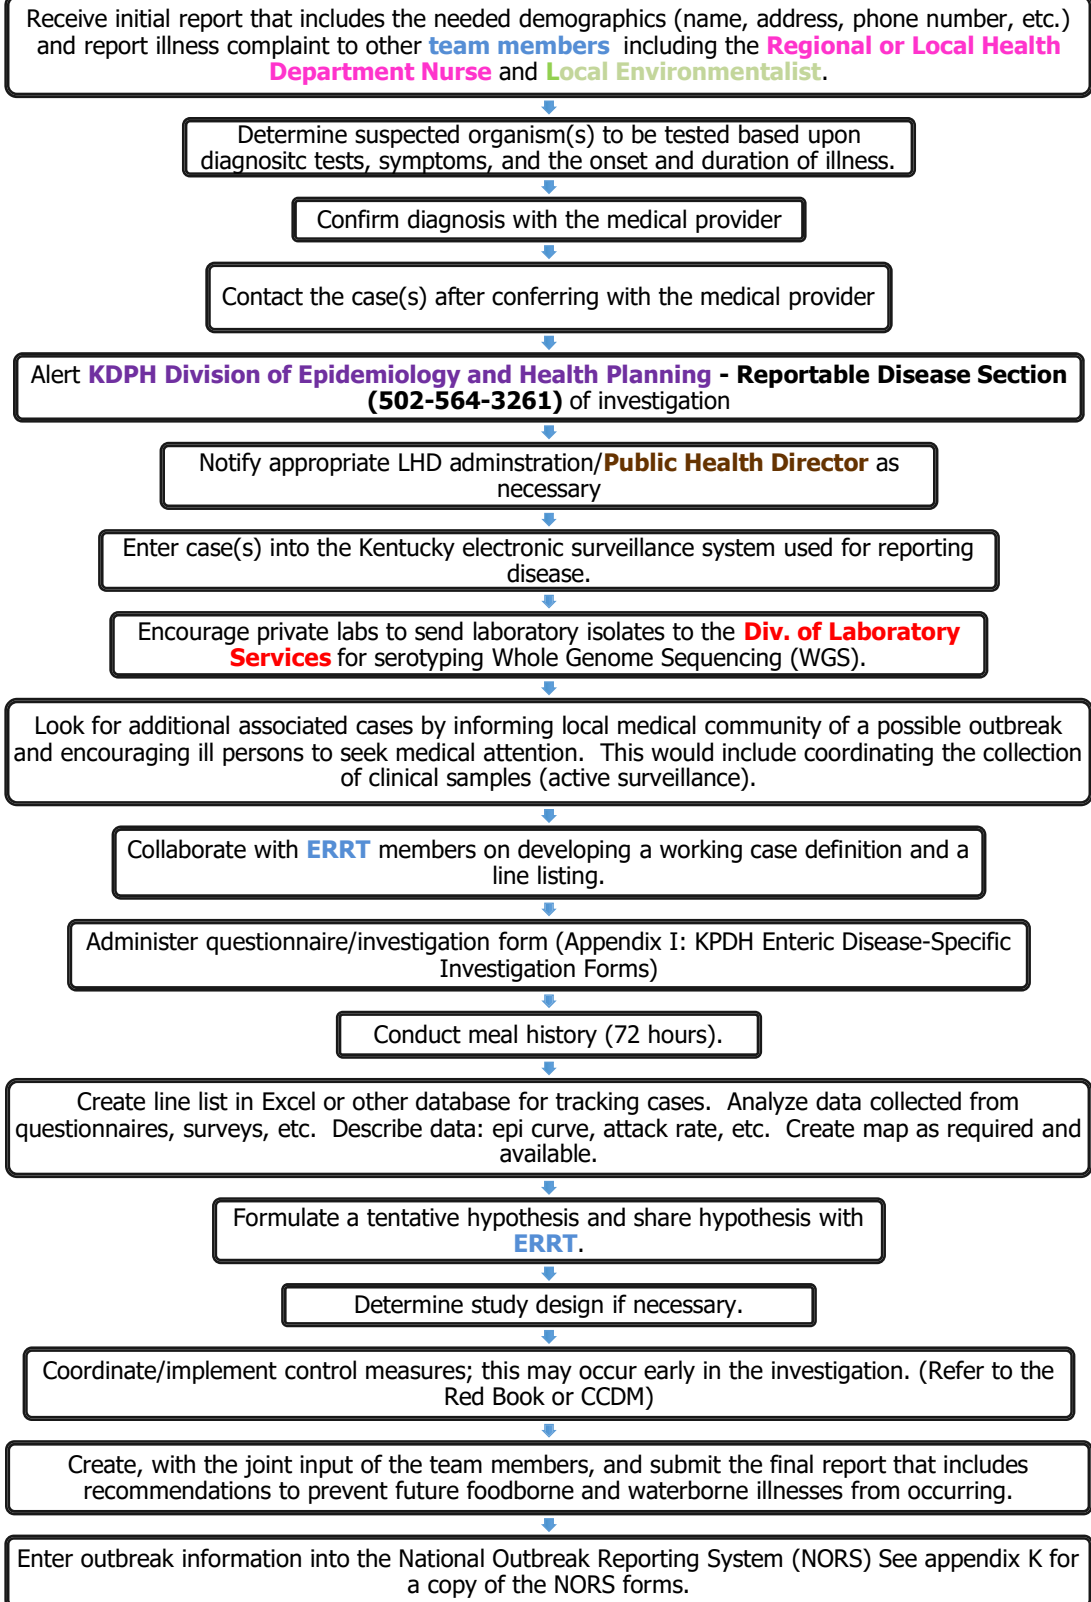 Receive initial report that includes the needed demographics (name, address, phone number, etc.)
and report illness complaint to other team members including the Regional or Local Health
Department Nurse and Local Environmentalist.
Determine suspected organism(s) to be tested based upon
diagnositc tests, symptoms, and the onset and duration of illness.
Confirm diagnosis with the medical provider
Contact the case(s) after conferring with the medical provider
Alert KDPH Division of Epidemiology and Health Planning - Reportable Disease Section
(502-564-3261) of investigation
Notify appropriate LHD adminstration/Public Health Director as
necessary
Enter case(s) into the Kentucky electronic surveillance system used for reporting
disease.
Encourage private labs to send laboratory isolates to the Div. of Laboratory
Services for serotyping Whole Genome Sequencing (WGS).
Look for additional associated cases by informing local medical community of a possible outbreak
and encouraging ill persons to seek medical attention. This would include coordinating the collection
of clinical samples (active surveillance).
Collaborate with ERRT members on developing a working case definition and a
line listing.
Administer questionnaire/investigation form (Appendix I: KPDH Enteric Disease-Specific
Investigation Forms)
Conduct meal history (72 hours).
Create line list in Excel or other database for tracking cases. Analyze data collected from
questionnaires, surveys, etc. Describe data: epi curve, attack rate, etc. Create map as required and
available.
Formulate a tentative hypothesis and share hypothesis with
ERRT.
Determine study design if necessary.
Coordinate/implement control measures; this may occur early in the investigation. (Refer to the
Red Book or CCDM)
Create, with the joint input of the team members, and submit the final report that includes
recommendations to prevent future foodborne and waterborne illnesses from occurring.
Enter outbreak information into the National Outbreak Reporting System (NORS) See appendix K for
a copy of the NORS forms.